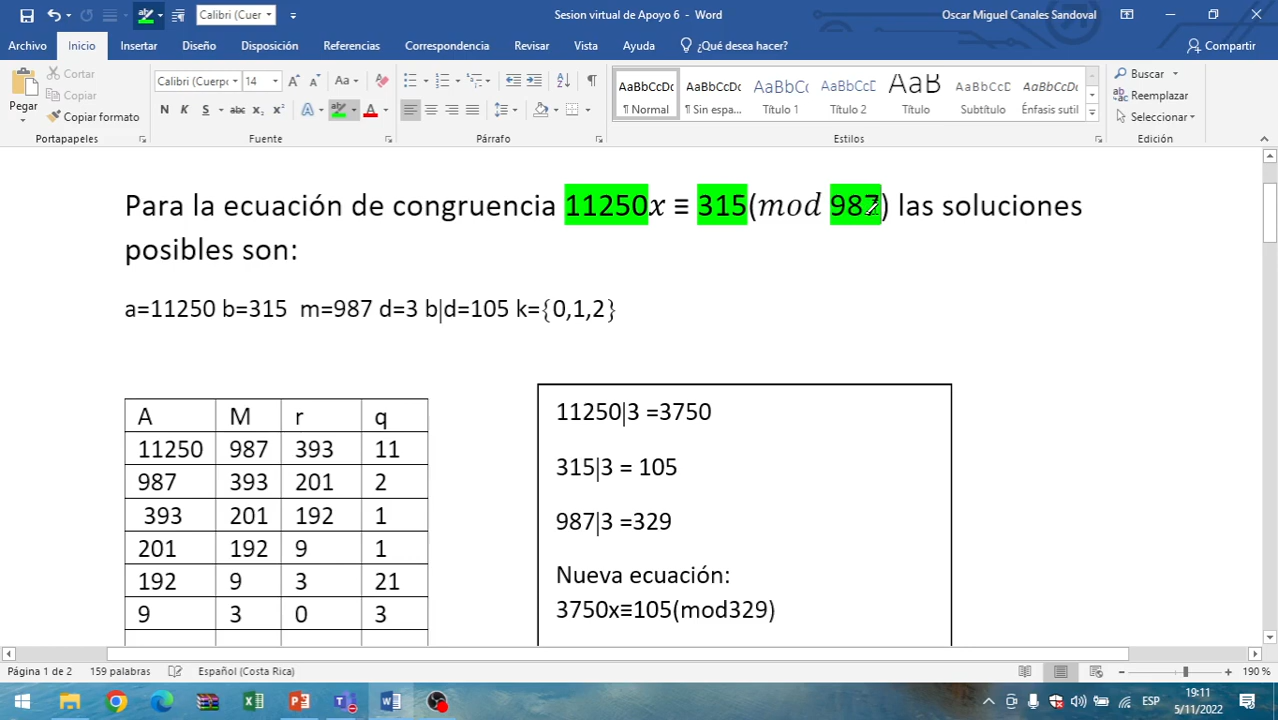 Sesion virtual de Apoyo 6 - Word
Oscar Miguel Canales Sandoval
Calibri (Cuer
Archivo Inicio Insertar Diseño Disposición Referencias Correspondencia Revisar Vista Ayuda ¿Qué desea hacer? Compartir
Pegar
Cortar
Copiar
Copiar formato
Calibri (Cuerpo 14
N K S abc x₂ x²
AaBbCcDc AaBbCcDc AaBbCc AaBbCcD AaB AaBbCcD AaBbCcDc
¶ Normal ¶ Sin espa... Título 1 Título 2 Título Subtítulo Énfasis sutil
Buscar
Reemplazar
Seleccionar
Portapapeles Fuente Párrafo Estilos Edición
Para la ecuación de congruencia 11250x ≡ 315(mod 987) las soluciones
posibles son:
a=11250 b=315 m=987 d=3 b|d=105 k={0,1,2}
A M r q
11250 987 393 11
987 393 201 2
393 201 192 1
201 192 9 1
192 9 3 21
9 3 0 3
11250|3 =3750
315|3 = 105
987|3 =329
Nueva ecuación:
3750x≡105(mod329)
Página 1 de 2 159 palabras Español (Costa Rica) 190 %
ESP
19:11
5/11/2022